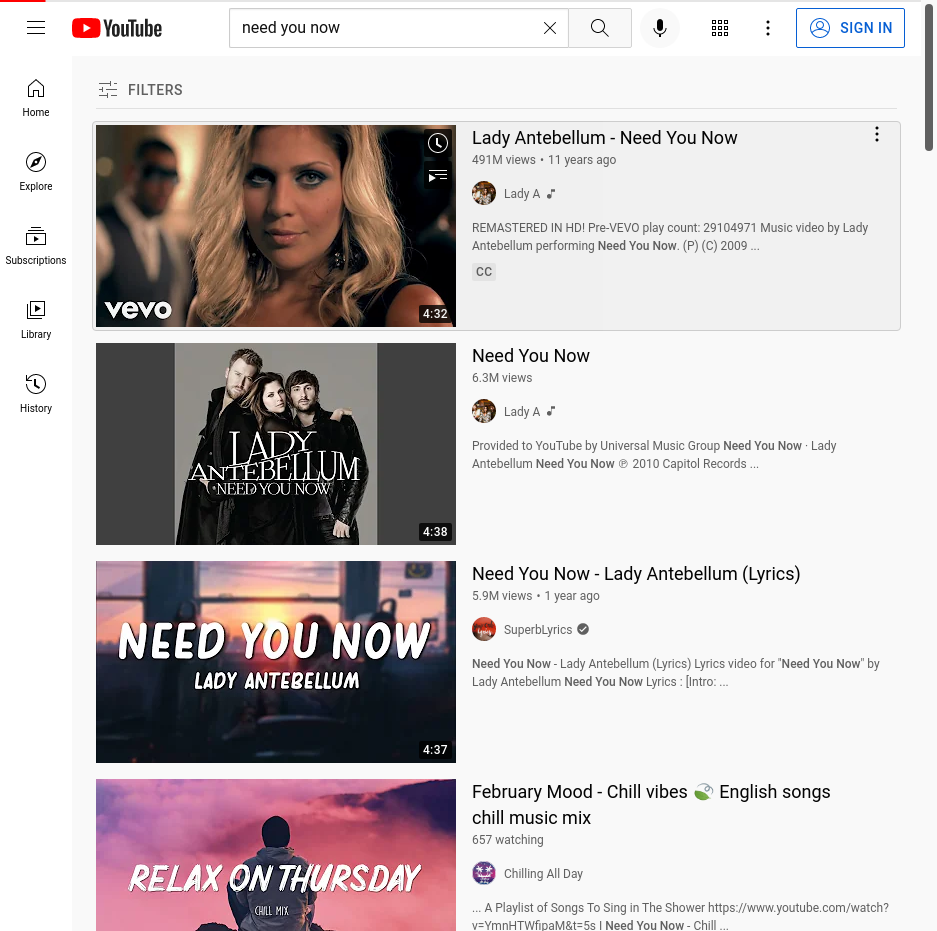 YouTube
need you now
SIGN IN
Home
Explore
Subscriptions
Library
History
FILTERS
vevo
4:32
Lady Antebellum - Need You Now
491M views • 11 years ago
Lady A
REMASTERED IN HD! Pre-VEVO play count: 29104971 Music video by Lady
Antebellum performing Need You Now. (P) (C) 2009 ...
CC
LADY
ANTEBELLUM
NEED YOU NOW
4:38
Need You Now
6.3M views
Lady A
Provided to YouTube by Universal Music Group Need You Now · Lady
Antebellum Need You Now ℗ 2010 Capitol Records ...
NEED YOU NOW
LADY ANTEBELLUM
4:37
Need You Now - Lady Antebellum (Lyrics)
5.9M views • 1 year ago
SuperbLyrics
Need You Now - Lady Antebellum (Lyrics) Lyrics video for "Need You Now" by
Lady Antebellum Need You Now Lyrics : [Intro: ...
RELAX ON THURSDAY
CHILL MIX
February Mood - Chill vibes 🍃 English songs
chill music mix
657 watching
Chilling All Day
... A Playlist of Songs To Sing in The Shower https://www.youtube.com/watch?
v=YmnHTWfjpaM&t=5s | Need You Now - Chill ...